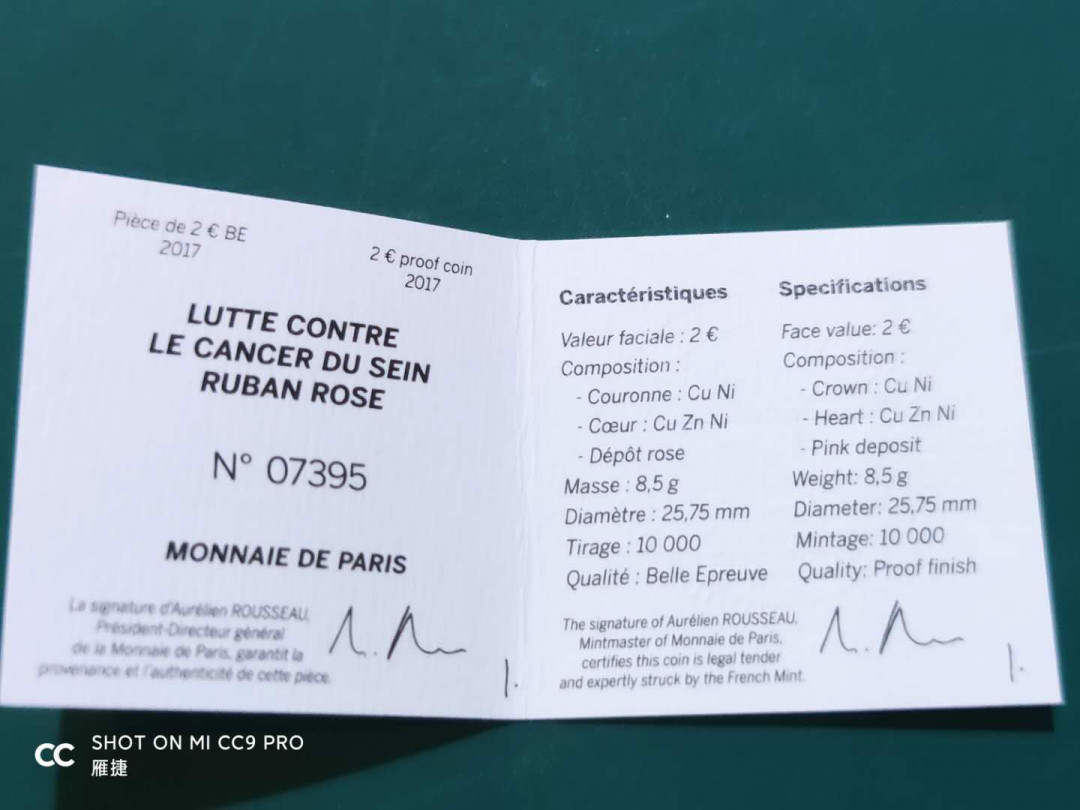 Pièce de 2 € BE
2017
2 € proof coin
2017
LUTTE CONTRE
LE CANCER DU SEIN
RUBAN ROSE
N° 07395
MONNAIE DE PARIS
La signature d'Aurélien ROUSSEAU,
Président-Directeur général
de la Monnaie de Paris, garantit la
provenance et l'authenticité de cette pièce.
Caractéristiques
Valeur faciale : 2 €
Composition :
- Couronne : Cu Ni
- Cœur : Cu Zn Ni
- Dépôt rose
Masse : 8,5 g
Diamètre : 25,75 mm
Tirage : 10 000
Qualité : Belle Epreuve
Specifications
Face value: 2 €
Composition :
- Crown : Cu Ni
- Heart : Cu Zn Ni
- Pink deposit
Weight: 8,5 g
Diameter: 25,75 mm
Mintage: 10 000
Quality: Proof finish
The signature of Aurélien ROUSSEAU,
Mintmaster of Monnaie de Paris,
certifies this coin is legal tender
and expertly struck by the French Mint.
CC SHOT ON MI CC9 PRO
雁捷